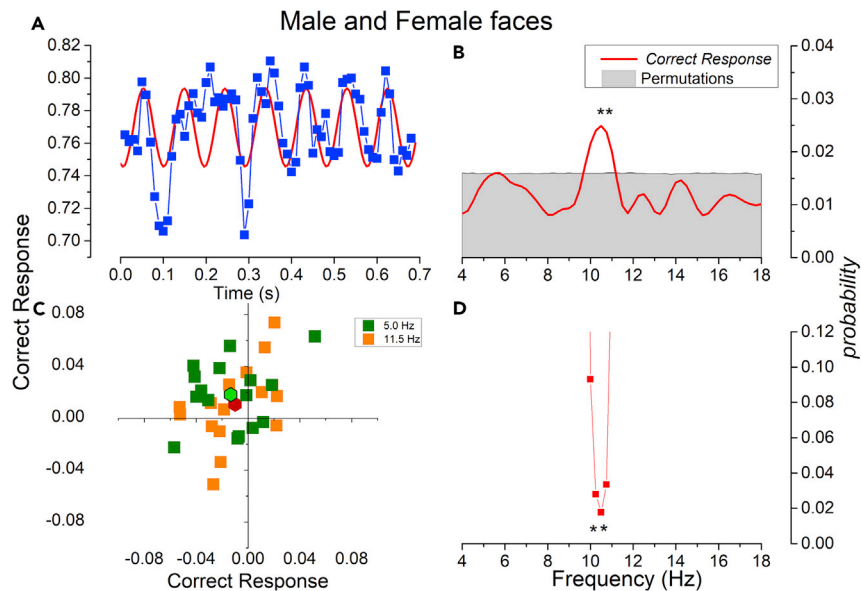 Male and Female faces
A
0.82
0.80
0.78
0.76
0.74
0.72
0.70
0.0 0.1 0.2 0.3 0.4 0.5 0.6 0.7
Time (s)
Correct Response
B
Correct Response
Permutations
**
0.04
0.03
0.02
0.01
0.00
4 6 8 10 12 14 16 18
C
0.08
0.04
0.00
-0.04
-0.08
5.0 Hz
11.5 Hz
-0.08 -0.04 0.00 0.04 0.08
Correct Response
D
0.12
0.10
0.08
0.06
0.04
0.02
0.00
**
4 6 8 10 12 14 16 18
Frequency (Hz)
probability